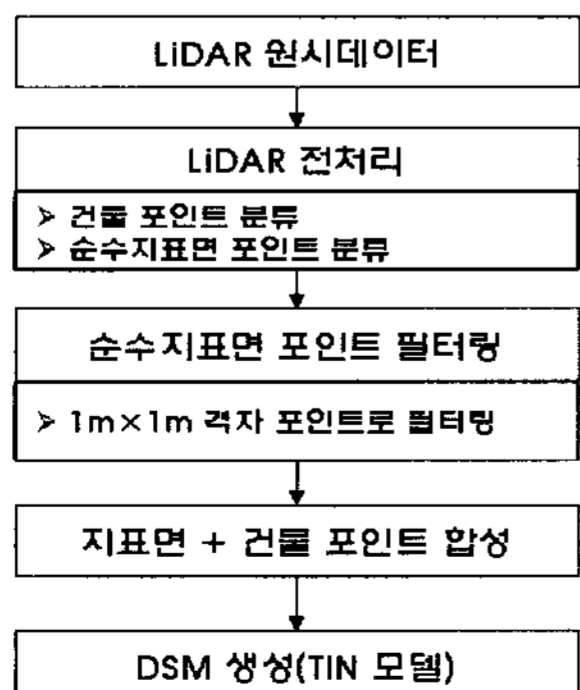 LiDAR 원시데이터
LiDAR 전처리
➤ 건물 포인트 분류
➤ 순수지표면 포인트 분류
순수지표면 포인트 필터링
➤ 1m×1m 격자 포인트로 필터링
지표면 + 건물 포인트 합성
DSM 생성(TIN 모델)